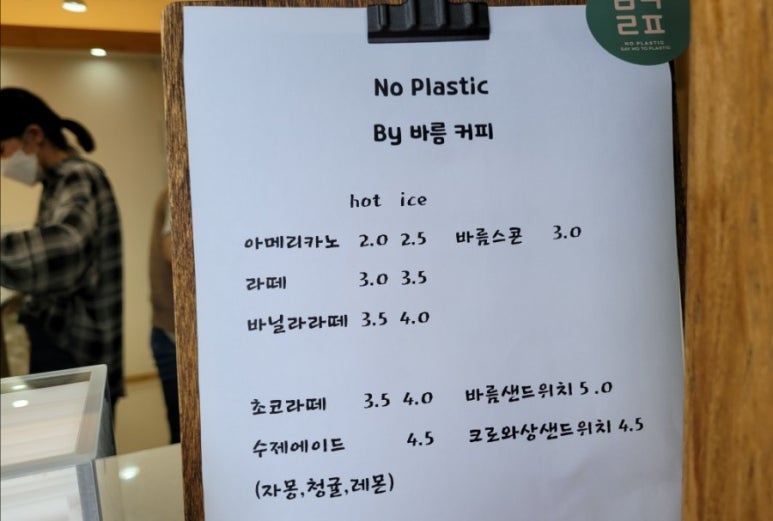 No Plastic
By 바름 커피
hot ice
아메리카노 2.0 2.5 바름스콘 3.0
라떼 3.0 3.5
바닐라라떼 3.5 4.0
초코라떼 3.5 4.0 바름샌드위치 5.0
수제에이드 4.5 크로와상샌드위치 4.5
(자몽,청귤,레몬)
NO PLASTIC
SAY NO TO PLASTIC